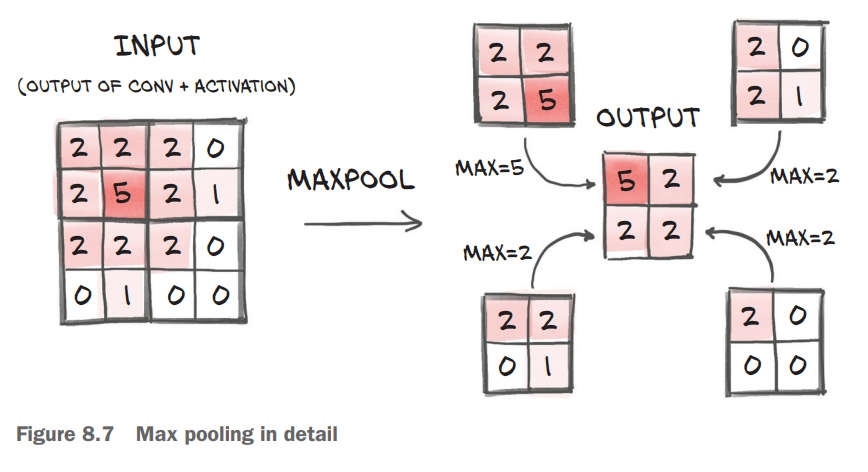 INPUT
(OUTPUT OF CONV + ACTIVATION)
2 2 2 0
2 5 2 1
2 2 2 0
0 1 0 0
MAXPOOL
2 2
2 5
MAX=5
2 0
2 1
MAX=2
OUTPUT
5 2
2 2
MAX=2
2 2
0 1
MAX=2
2 0
0 0
Figure 8.7 Max pooling in detail